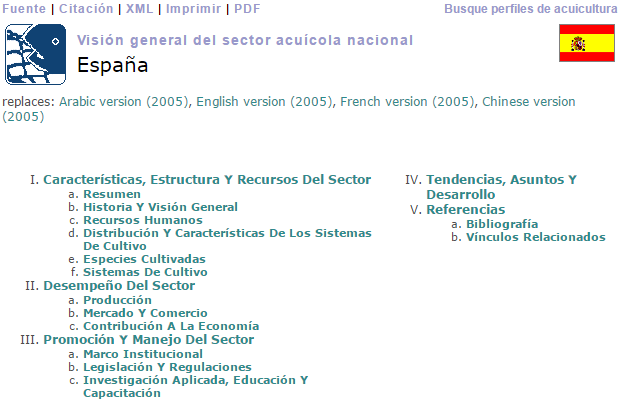 Fuente | Citación | XML | Imprimir | PDF
Busque perfiles de acuicultura
Visión general del sector acuícola nacional
España
replaces: Arabic version (2005), English version (2005), French version (2005), Chinese version
(2005)
I. Características, Estructura Y Recursos Del Sector
a. Resumen
b. Historia Y Visión General
c. Recursos Humanos
d. Distribución Y Características De Los Sistemas
De Cultivo
e. Especies Cultivadas
f. Sistemas De Cultivo
II. Desempeño Del Sector
a. Producción
b. Mercado Y Comercio
c. Contribución A La Economía
III. Promoción Y Manejo Del Sector
a. Marco Institucional
b. Legislación Y Regulaciones
c. Investigación Aplicada, Educación Y
Capacitación
IV. Tendencias, Asuntos Y
Desarrollo
V. Referencias
a. Bibliografía
b. Vínculos Relacionados